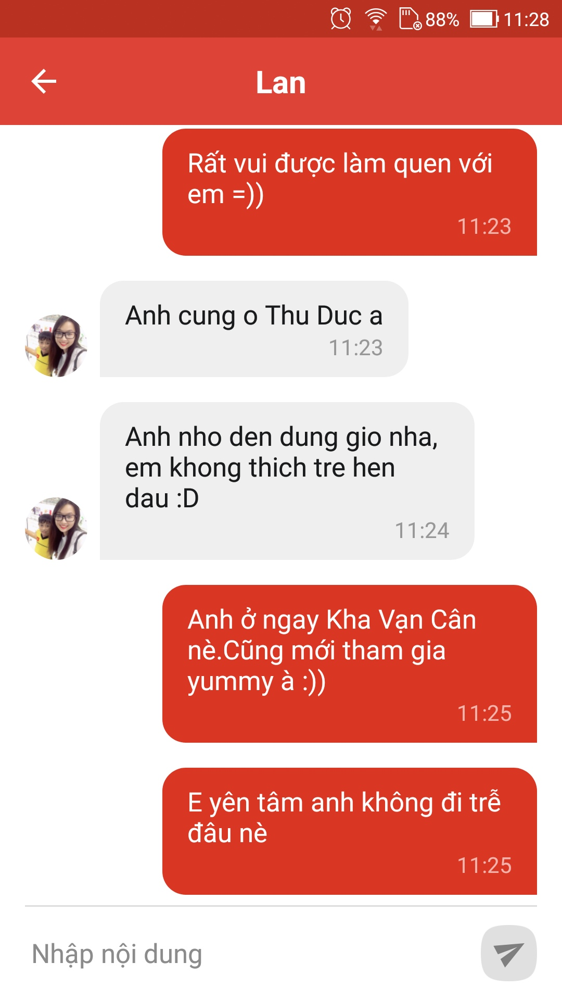 88% 11:28
Lan
Rất vui được làm quen với
em =))
11:23
Anh cung o Thu Duc a
11:23
Anh nho den dung gio nha,
em khong thich tre hen
dau :D
11:24
Anh ở ngay Kha Vạn Cân
nè.Cũng mới tham gia
yummy à :))
11:25
E yên tâm anh không đi trễ
đâu nè
11:25
Nhập nội dung